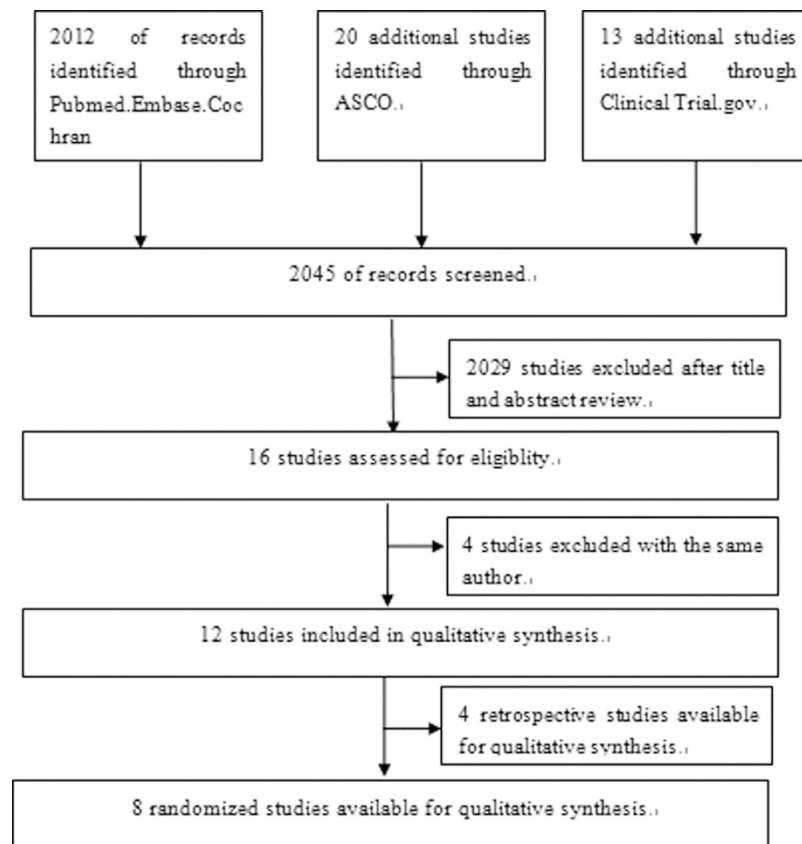 2012 of records
identified through
Pubmed.Embase.Coc
hran
20 additional studies
identified through
ASCO.
13 additional studies
identified through
Clinical Trial.gov.
2045 of records screened.
2029 studies excluded after title
and abstract review.
16 studies assessed for eligiblity.
4 studies excluded with the same
author.
12 studies included in qualitative synthesis.
4 retrospective studies available
for qualitative synthesis.
8 randomized studies available for qualitative synthesis.